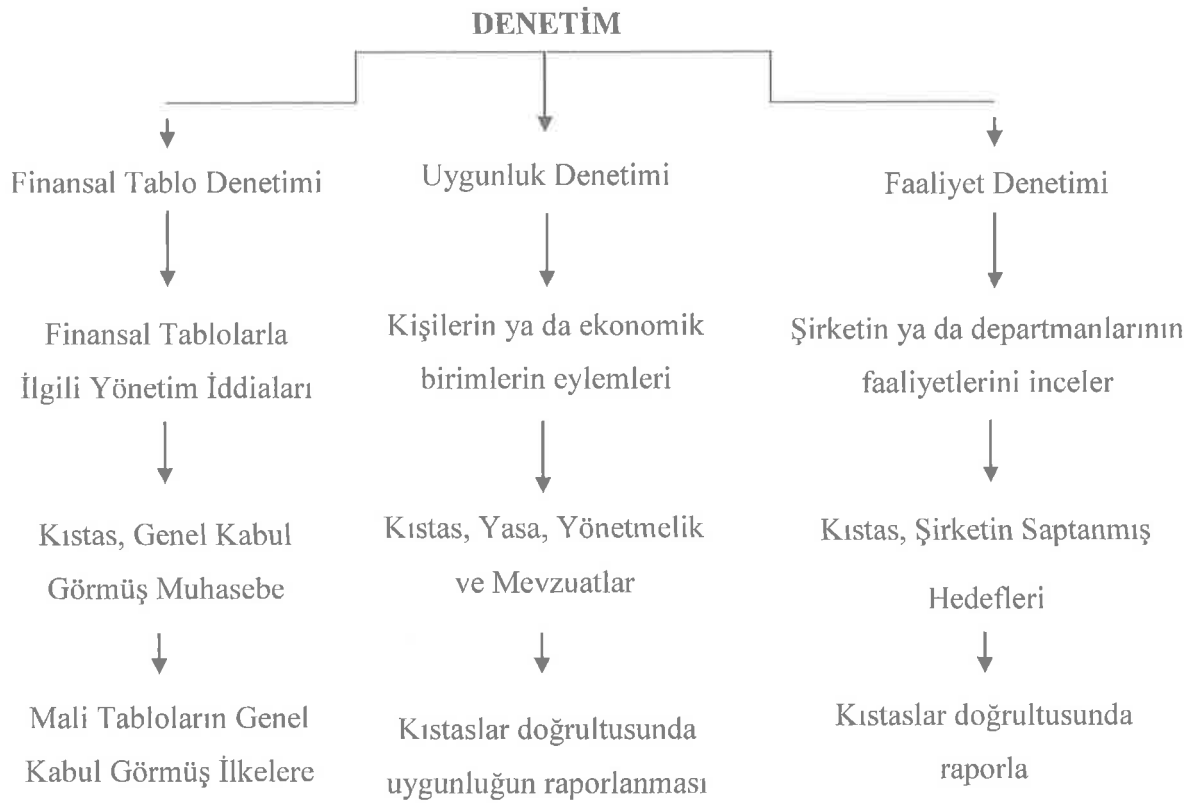 DENETİM
Finansal Tablo Denetimi
Uygunluk Denetimi
Faaliyet Denetimi
Finansal Tablolarla
İlgili Yönetim İddiaları
Kişilerin ya da ekonomik
birimlerin eylemleri
Şirketin ya da departmanlarının
faaliyetlerini inceler
Kıstas, Genel Kabul
Görmüş Muhasebe
Kıstas, Yasa, Yönetmelik
ve Mevzuatlar
Kıstas, Şirketin Saptanmış
Hedefleri
Mali Tabloların Genel
Kabul Görmüş İlkelere
Kıstaslar doğrultusunda
uygunluğun raporlanması
Kıstaslar doğrultusunda
raporla